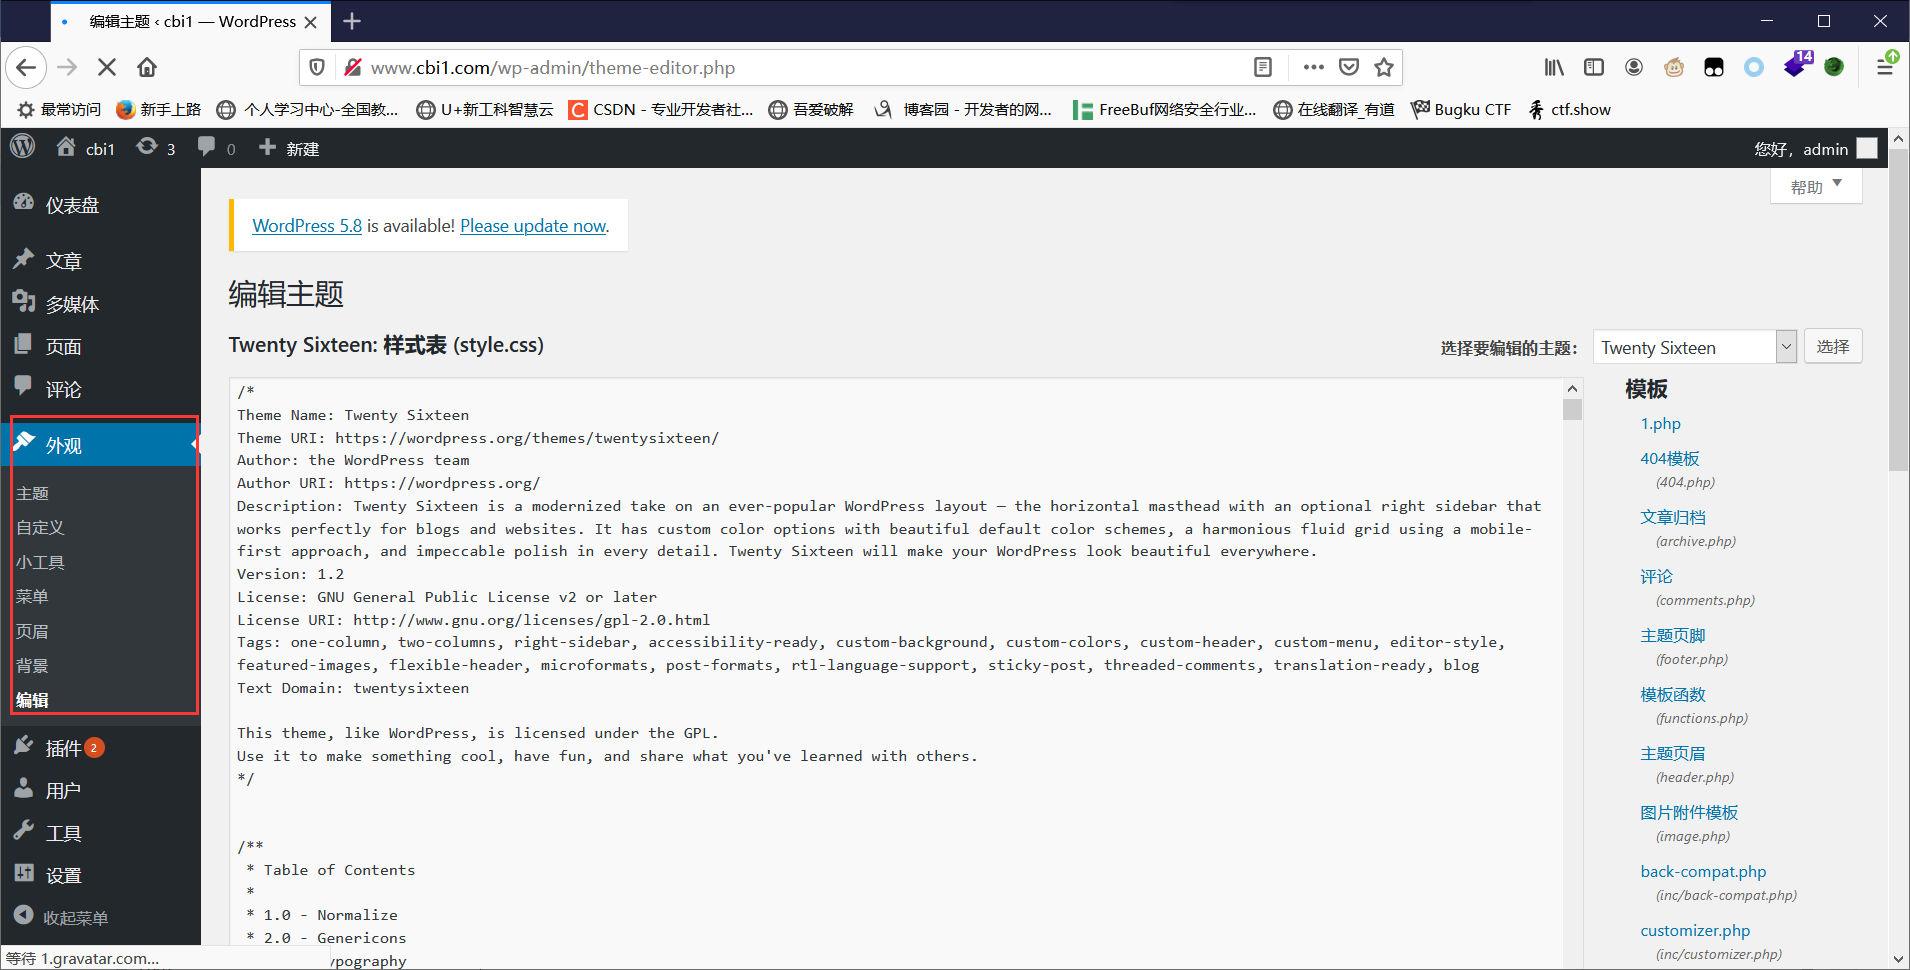 编辑主题 ‹ cbi1 — WordPress
www.cbi1.com/wp-admin/theme-editor.php
14
最常访问 新手上路 个人学习中心-全国教... U+新工科智慧云 CSDN - 专业开发者社... 吾爱破解 博客园 - 开发者的网... FreeBuf网络安全行业... 在线翻译_有道 Bugku CTF ctf.show
cbi1 3 0 新建 您好，admin
帮助
仪表盘
文章
多媒体
页面
评论
外观
主题
自定义
小工具
菜单
页眉
背景
编辑
插件 2
用户
工具
设置
收起菜单
WordPress 5.8 is available! Please update now.
编辑主题
Twenty Sixteen: 样式表 (style.css)
选择要编辑的主题： Twenty Sixteen 选择
/*
Theme Name: Twenty Sixteen
Theme URI: https://wordpress.org/themes/twentysixteen/
Author: the WordPress team
Author URI: https://wordpress.org/
Description: Twenty Sixteen is a modernized take on an ever-popular WordPress layout — the horizontal masthead with an optional right sidebar that
works perfectly for blogs and websites. It has custom color options with beautiful default color schemes, a harmonious fluid grid using a mobile-
first approach, and impeccable polish in every detail. Twenty Sixteen will make your WordPress look beautiful everywhere.
Version: 1.2
License: GNU General Public License v2 or later
License URI: http://www.gnu.org/licenses/gpl-2.0.html
Tags: one-column, two-columns, right-sidebar, accessibility-ready, custom-background, custom-colors, custom-header, custom-menu, editor-style,
featured-images, flexible-header, microformats, post-formats, rtl-language-support, sticky-post, threaded-comments, translation-ready, blog
Text Domain: twentysixteen
This theme, like WordPress, is licensed under the GPL.
Use it to make something cool, have fun, and share what you've learned with others.
*/
/**
* Table of Contents
*
* 1.0 - Normalize
* 2.0 - Genericons
ypography
模板
1.php
404模板
(404.php)
文章归档
(archive.php)
评论
(comments.php)
主题页脚
(footer.php)
模板函数
(functions.php)
主题页眉
(header.php)
图片附件模板
(image.php)
back-compat.php
(inc/back-compat.php)
customizer.php
(inc/customizer.php)
等待 1.gravatar.com...